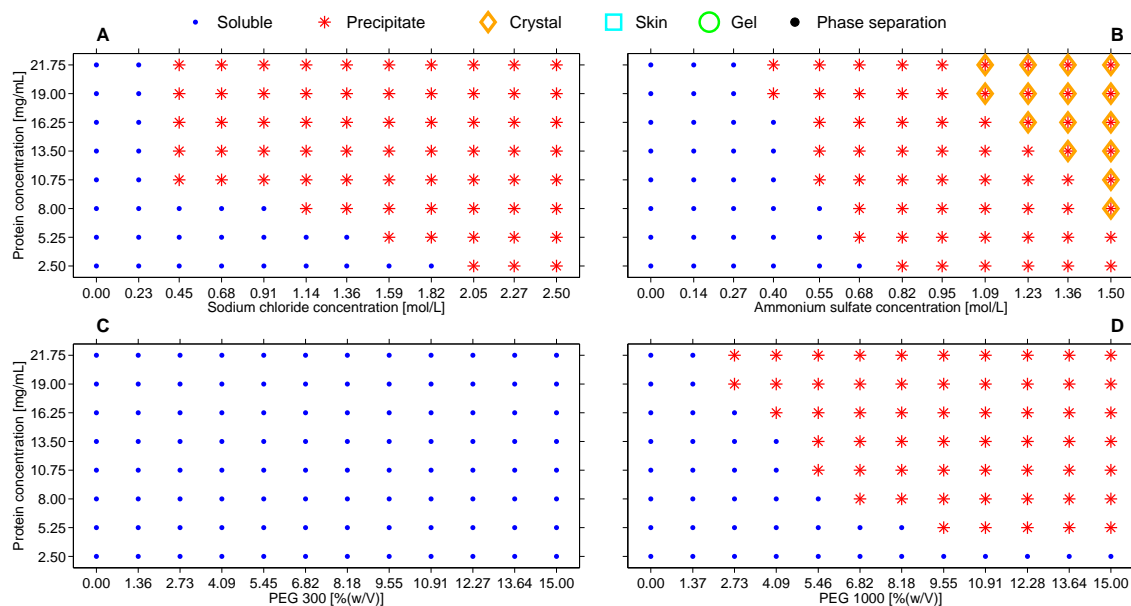 Soluble Precipitate Crystal Skin Gel Phase separation
A
B
Protein concentration [mg/mL]
21.75
19.00
16.25
13.50
10.75
8.00
5.25
2.50
0.00 0.23 0.45 0.68 0.91 1.14 1.36 1.59 1.82 2.05 2.27 2.50
Sodium chloride concentration [mol/L]
0.00 0.14 0.27 0.40 0.55 0.68 0.82 0.95 1.09 1.23 1.36 1.50
Ammonium sulfate concentration [mol/L]
C
D
Protein concentration [mg/mL]
21.75
19.00
16.25
13.50
10.75
8.00
5.25
2.50
0.00 1.36 2.73 4.09 5.45 6.82 8.18 9.55 10.91 12.27 13.64 15.00
PEG 300 [%(w/V)]
0.00 1.37 2.73 4.09 5.46 6.82 8.18 9.55 10.91 12.28 13.64 15.00
PEG 1000 [%(w/V)]